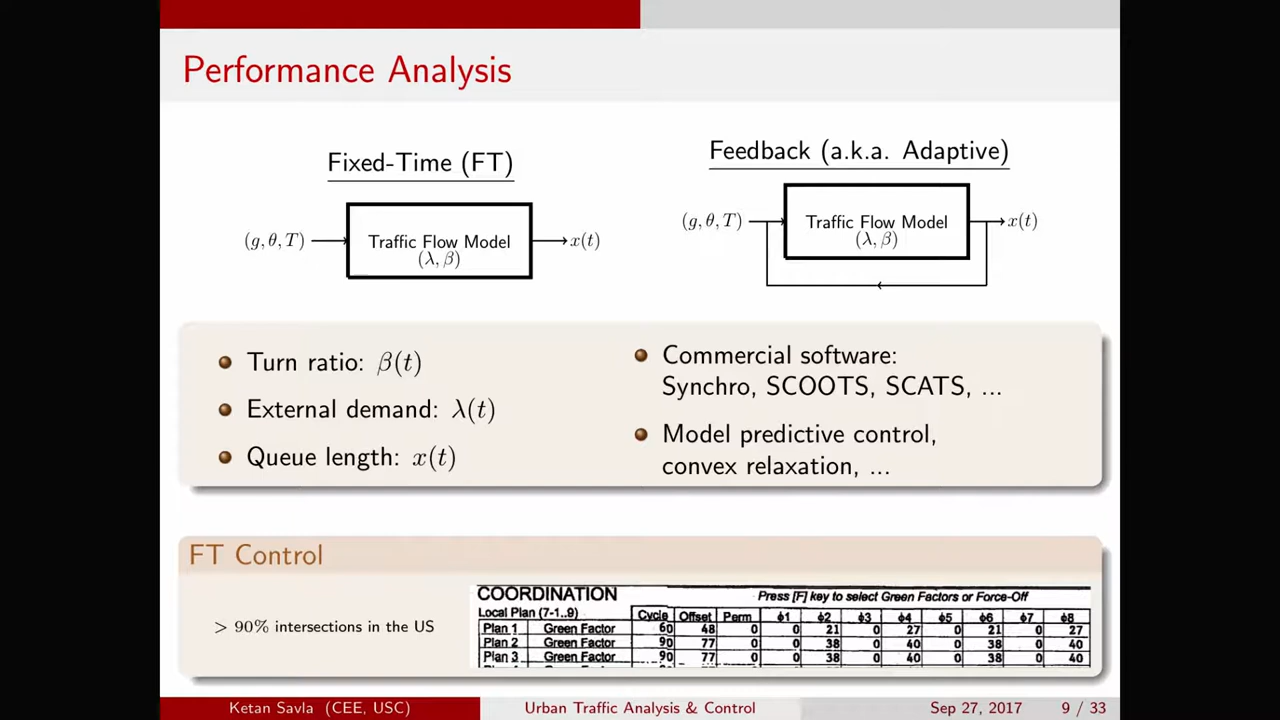 Performance Analysis
Fixed-Time (FT)
(g, θ, T)
Traffic Flow Model
(λ, β)
x(t)
Feedback (a.k.a. Adaptive)
(g, θ, T)
Traffic Flow Model
(λ, β)
x(t)
Turn ratio: β(t)
External demand: λ(t)
Queue length: x(t)
Commercial software:
Synchro, SCOOTS, SCATS, ...
Model predictive control,
convex relaxation, ...
FT Control
> 90% intersections in the US
COORDINATION Press [F] key to select Green Factors or Force-Off
Local Plan (7-1..9) Cycle Offset Perm ϕ1 ϕ2 ϕ3 ϕ4 ϕ5 ϕ6 ϕ7 ϕ8
Plan 1 Green Factor 60 48 0 0 21 0 27 0 21 0 27
Plan 2 Green Factor 90 77 0 0 38 0 40 0 38 0 40
Plan 3 Green Factor 90 77 0 0 38 0 40 0 38 0 40
Ketan Savla (CEE, USC) Urban Traffic Analysis & Control Sep 27, 2017 9 / 33